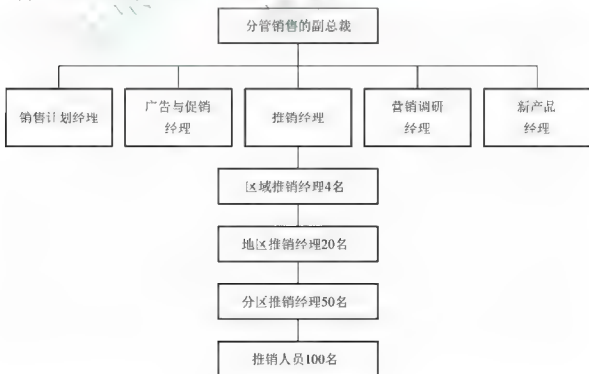 分管销售的副总裁
销售计划经理
广告与促销
经理
推销经理
营销调研
经理
新产品
经理
区域推销经理4名
地区推销经理20名
分区推销经理50名
推销人员100名